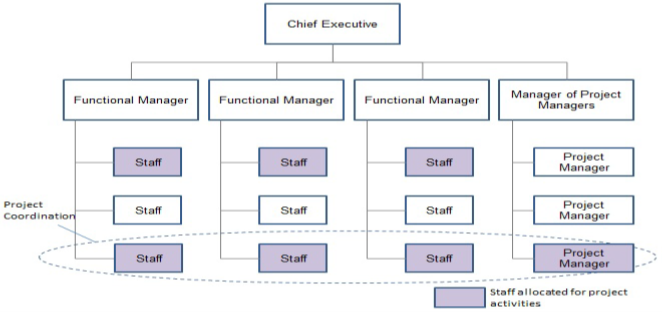 Chief Executive
Functional Manager
Functional Manager
Functional Manager
Manager of Project
Managers
Staff
Staff
Staff
Project
Manager
Project
Coordination
Staff
Staff
Staff
Project
Manager
Staff
Staff
Staff
Project
Manager
Staff allocated for project
activities